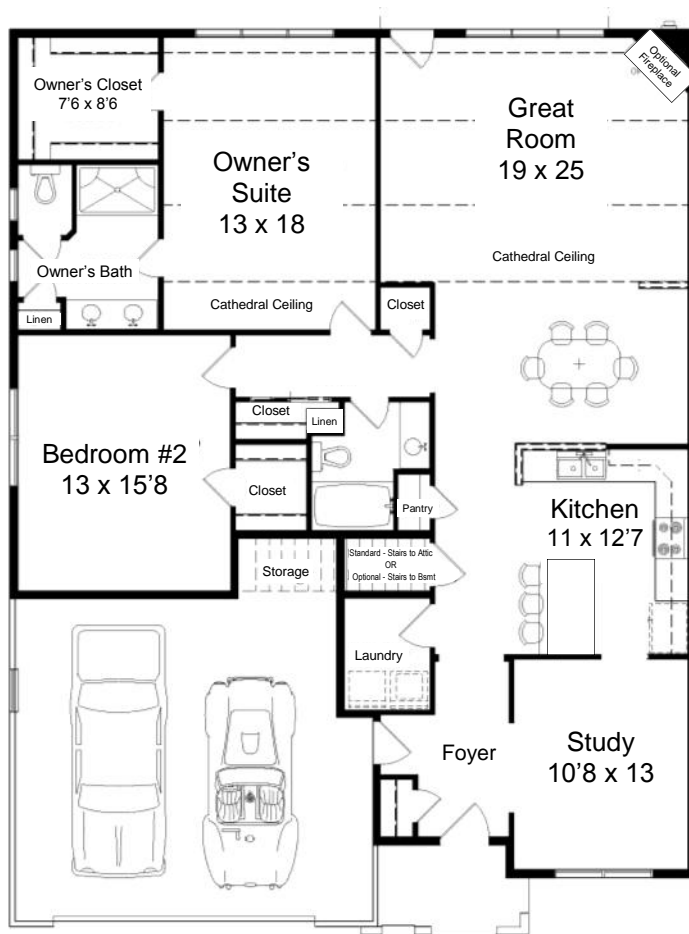 Owner's Closet
7'6 x 8'6
Owner's
Suite
13 x 18
Great
Room
19 x 25
Optional
Fireplace
Owner's Bath
Linen
Cathedral Ceiling
Closet
Cathedral Ceiling
Bedroom #2
13 x 15'8
Closet
Linen
Closet
Pantry
Kitchen
11 x 12'7
Storage
Standard - Stairs to Attic
OR
Optional - Stairs to Bsmt
Laundry
Foyer
Study
10'8 x 13